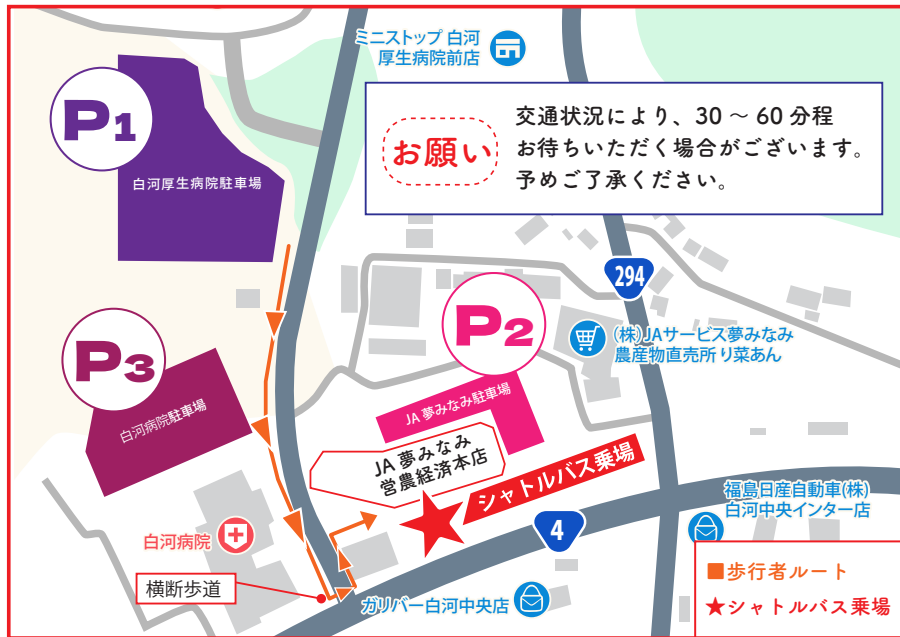 ミニストップ 白河
厚生病院前店
P1
白河厚生病院駐車場
お願い
交通状況により、30 ～ 60 分程
お待ちいただく場合がございます。
予めご了承ください。
294
P2
(株)JAサービス夢みなみ
農産物直売所り菜あん
P3
白河病院駐車場
JA 夢みなみ駐車場
JA 夢みなみ
営農経済本店
シャトルバス乗場
4
福島日産自動車(株)
白河中央インター店
白河病院
横断歩道
ガリバー白河中央店
■歩行者ルート
★シャトルバス乗場